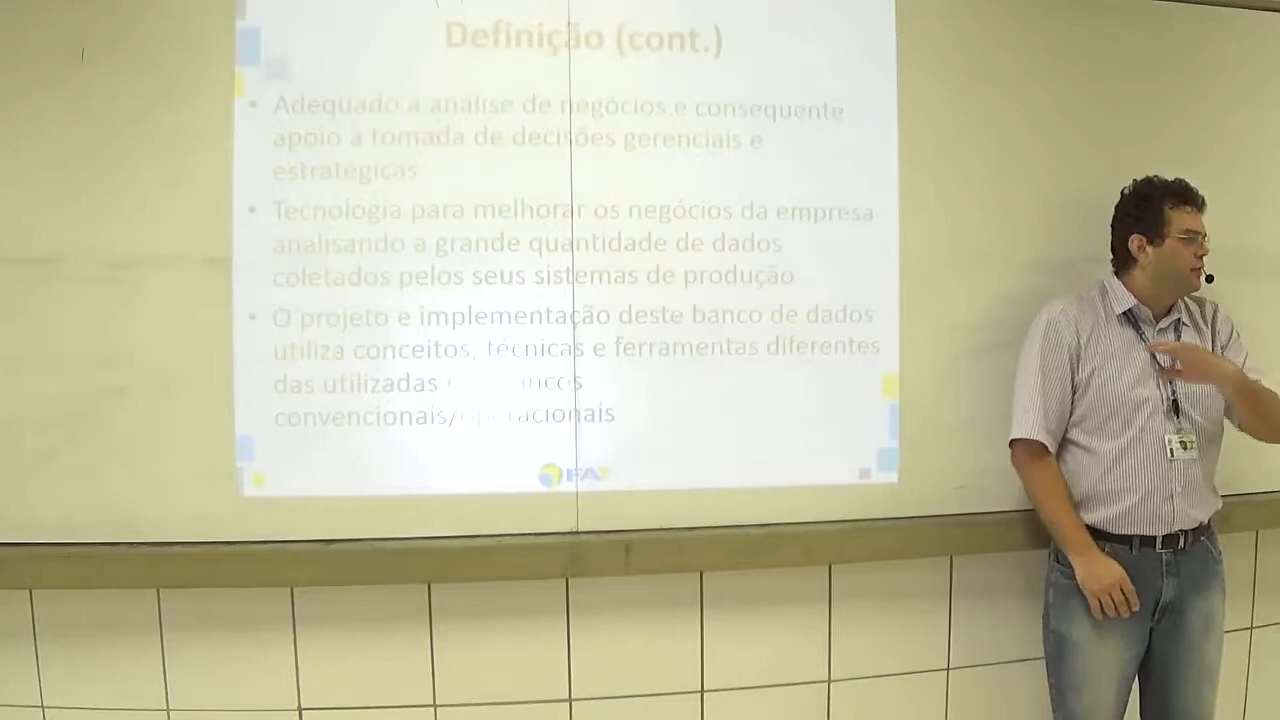 Definição (cont.)
• Adequado a análise de negócios e consequente
apoio à tomada de decisões gerenciais e
estratégicas
• Tecnologia para melhorar os negócios da empresa
analisando a grande quantidade de dados
coletados pelos seus sistemas de produção
• O projeto e implementação deste banco de dados
utiliza conceitos, técnicas e ferramentas diferentes
das utilizadas
convencionais/operacionais
FA7